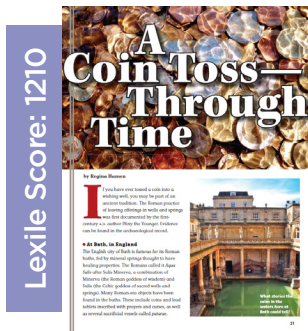 Lexile Score: 1210
A
Coin Toss—
Through
Time
by Regina Hansen
If you have ever tossed a coin into a
wishing well, you may be part of an
ancient tradition. The Roman practice
of leaving offerings in wells and springs
was first documented by the first-
century A.D. author Pliny the Younger. Evidence
can be found in the archaeological record.
At Bath, in England
The English city of Bath is famous for its Roman
baths, fed by mineral springs thought to have
healing properties. The Romans called it Aqua
Sulis after Sulis Minerva, a combination of
Minerva (the Roman goddess of wisdom) and
Sulis (the Celtic goddess of sacred wells and
springs). Many Roman-era objects have been
found in the baths. These include coins and lead
tablets inscribed with prayers and curses, as well
as several sacrificial vessels called paterae.
What stories the
coins in the
waters here at
Bath could tell!
21